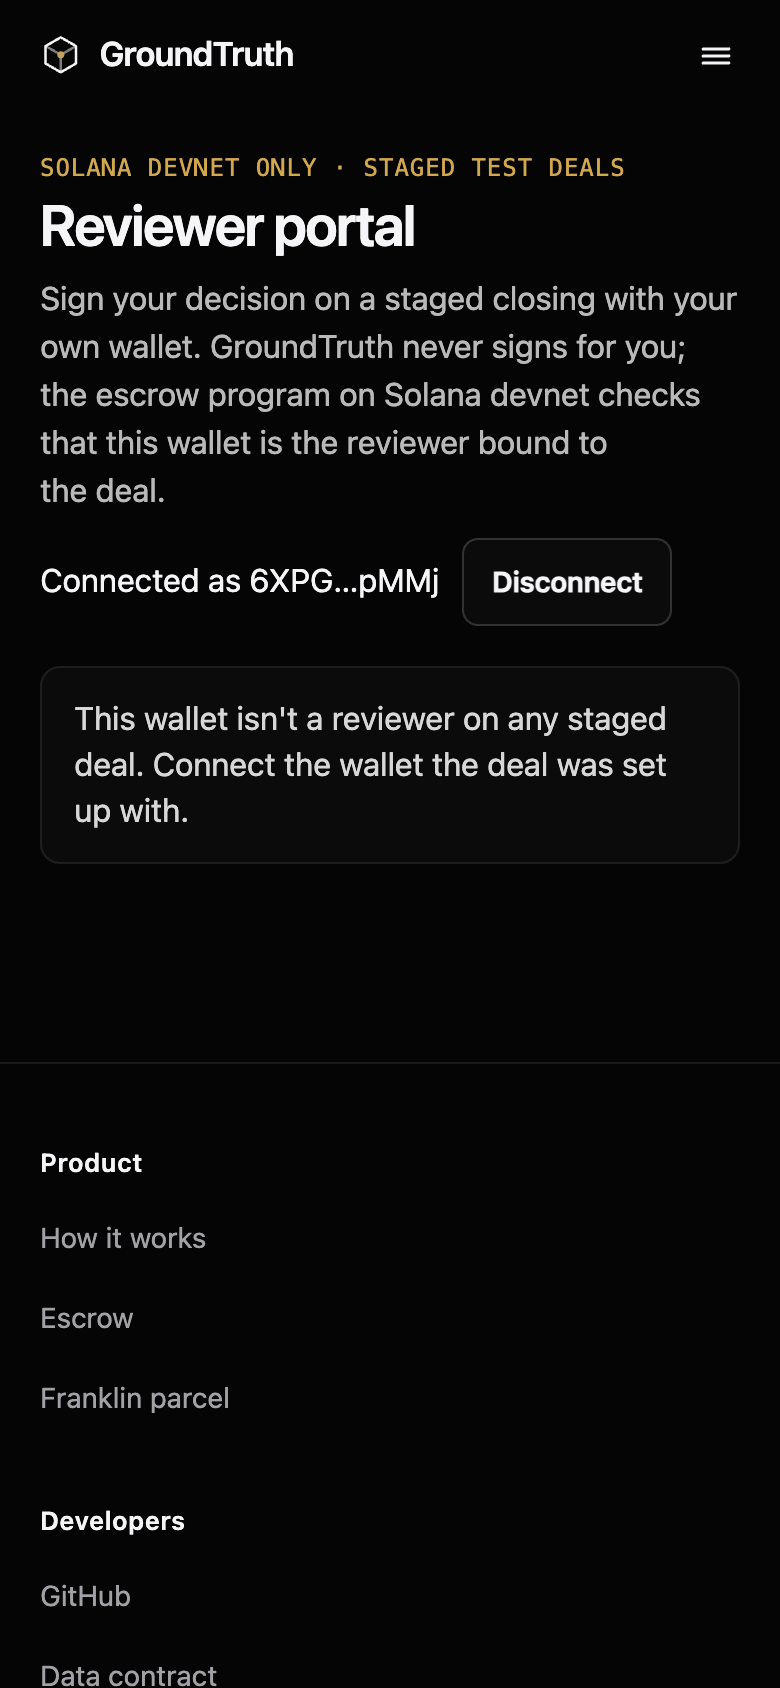 GroundTruth
SOLANA DEVNET ONLY · STAGED TEST DEALS
Reviewer portal
Sign your decision on a staged closing with your
own wallet. GroundTruth never signs for you;
the escrow program on Solana devnet checks
that this wallet is the reviewer bound to
the deal.
Connected as 6XPG...pMMj
Disconnect
This wallet isn't a reviewer on any staged
deal. Connect the wallet the deal was set
up with.
Product
How it works
Escrow
Franklin parcel
Developers
GitHub
Data contract